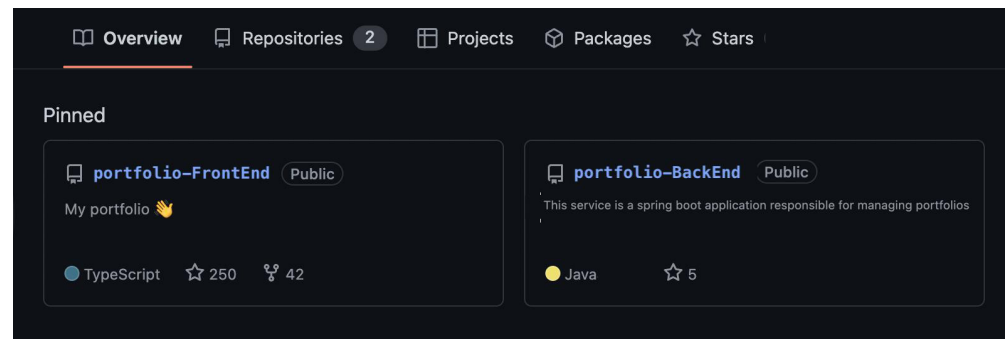 Overview Repositories 2 Projects Packages Stars
Pinned
portfolio-FrontEnd Public
My portfolio 👋
TypeScript 250 42
portfolio-BackEnd Public
This service is a spring boot application responsible for managing portfolios
Java 5